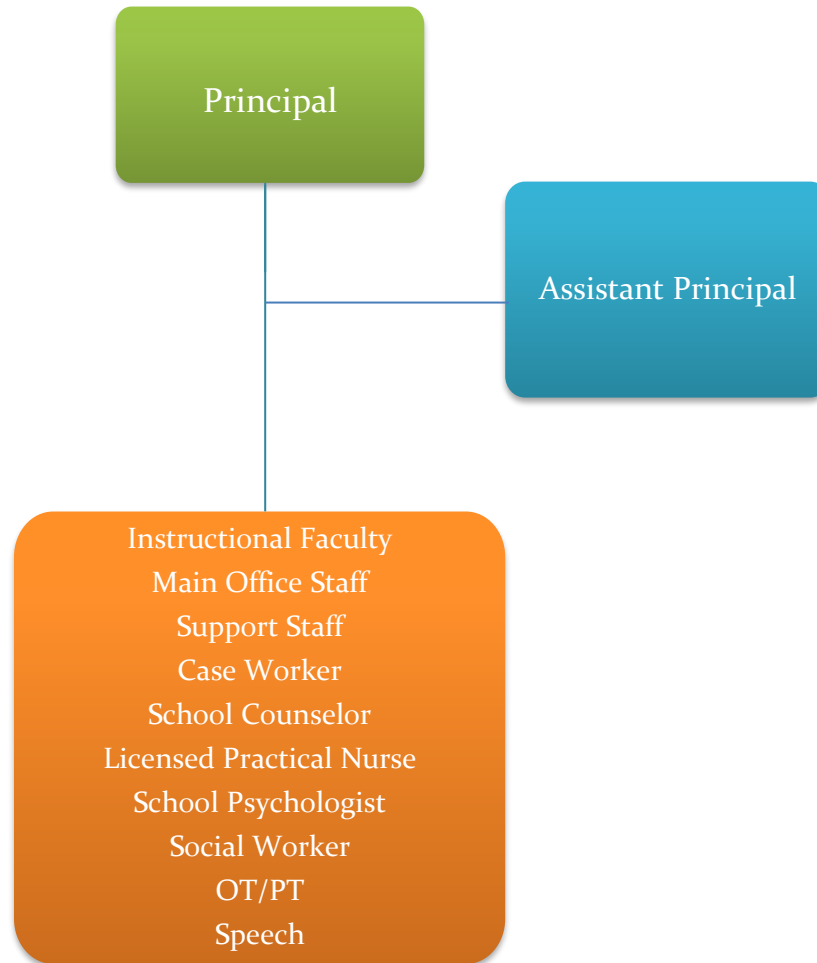 Principal
Assistant Principal
Instructional Faculty
Main Office Staff
Support Staff
Case Worker
School Counselor
Licensed Practical Nurse
School Psychologist
Social Worker
OT/PT
Speech